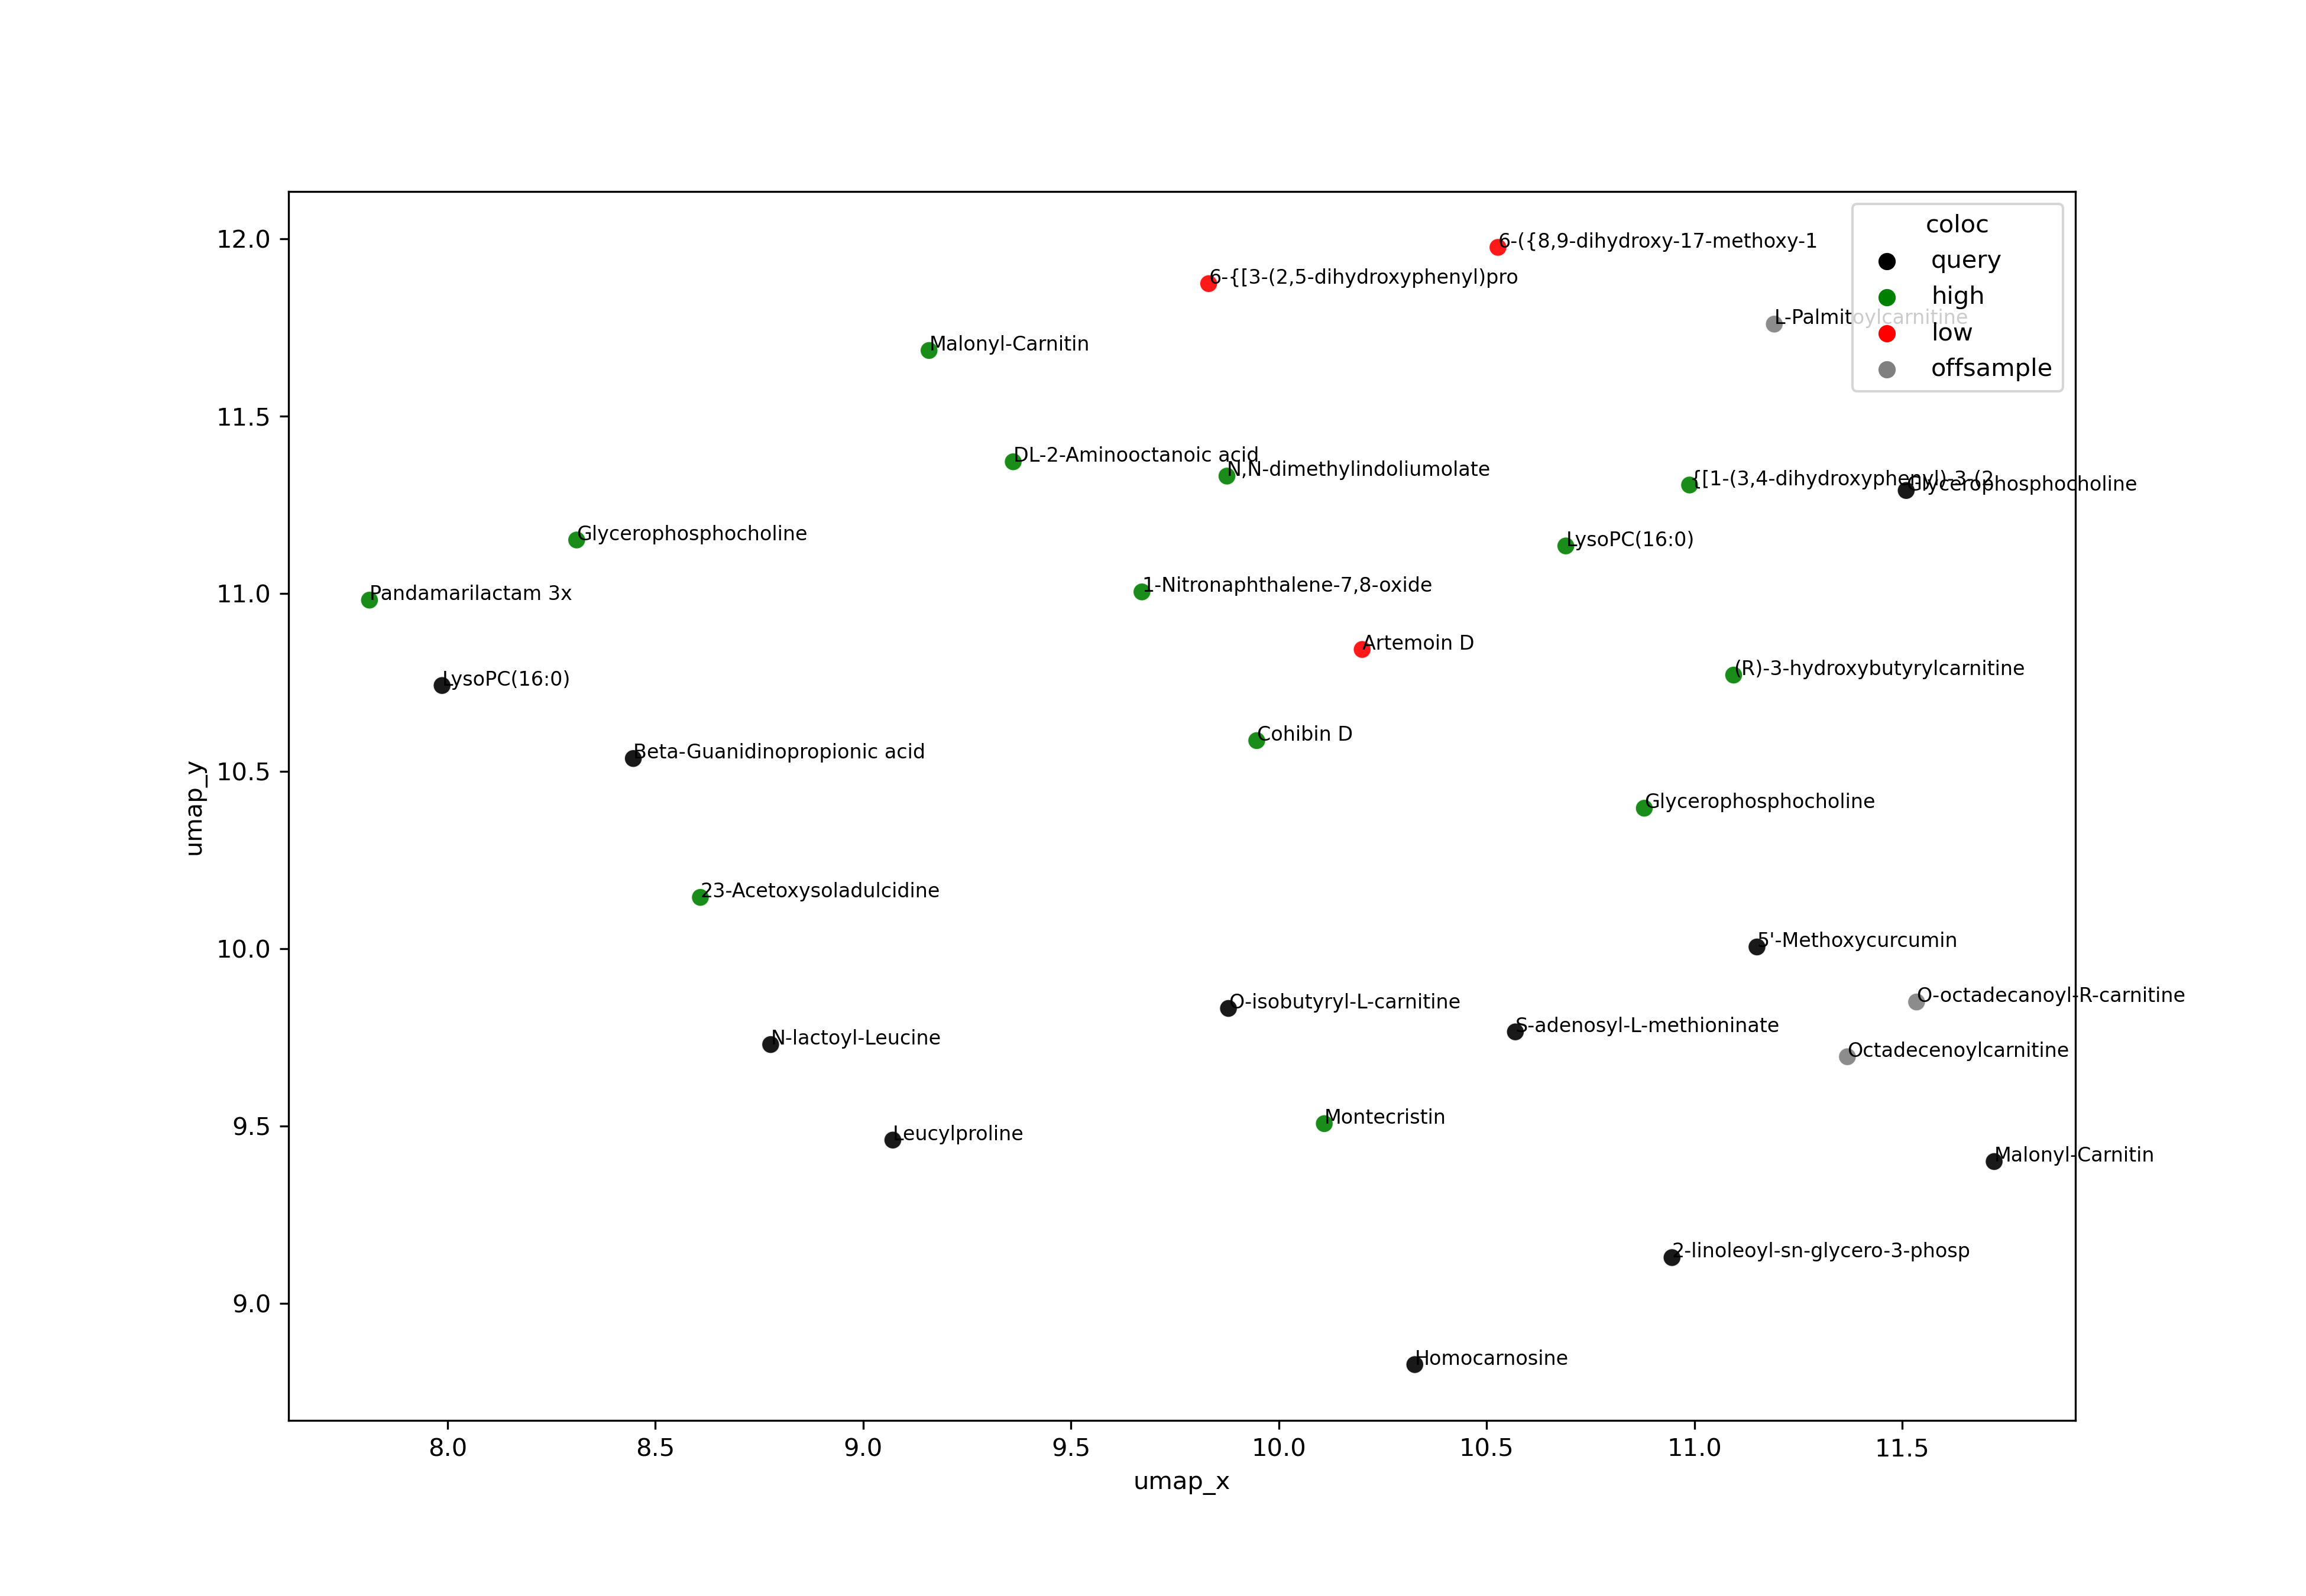 12.0
11.5
11.0
10.5
10.0
9.5
9.0
umap_y
8.0
8.5
9.0
9.5
10.0
10.5
11.0
11.5
umap_x
coloc
query
high
low
offsample
6-({8,9-dihydroxy-17-methoxy-1
6-{[3-(2,5-dihydroxyphenyl)pro
L-Palmitoylcarnitine
Malonyl-Carnitin
DL-2-Aminooctanoic acid
N,N-dimethylindoliumolate
{[1-(3,4-dihydroxyphenyl)-3-(2
Glycerophosphocholine
Glycerophosphocholine
LysoPC(16:0)
Pandamarilactam 3x
1-Nitronaphthalene-7,8-oxide
Artemoin D
(R)-3-hydroxybutyrylcarnitine
LysoPC(16:0)
Cohibin D
Beta-Guanidinopropionic acid
Glycerophosphocholine
23-Acetoxysoladulcidine
5'-Methoxycurcumin
O-isobutyryl-L-carnitine
O-octadecanoyl-R-carnitine
S-adenosyl-L-methioninate
N-lactoyl-Leucine
Octadecenoylcarnitine
Montecristin
Leucylproline
Malonyl-Carnitin
2-linoleoyl-sn-glycero-3-phosp
Homocarnosine